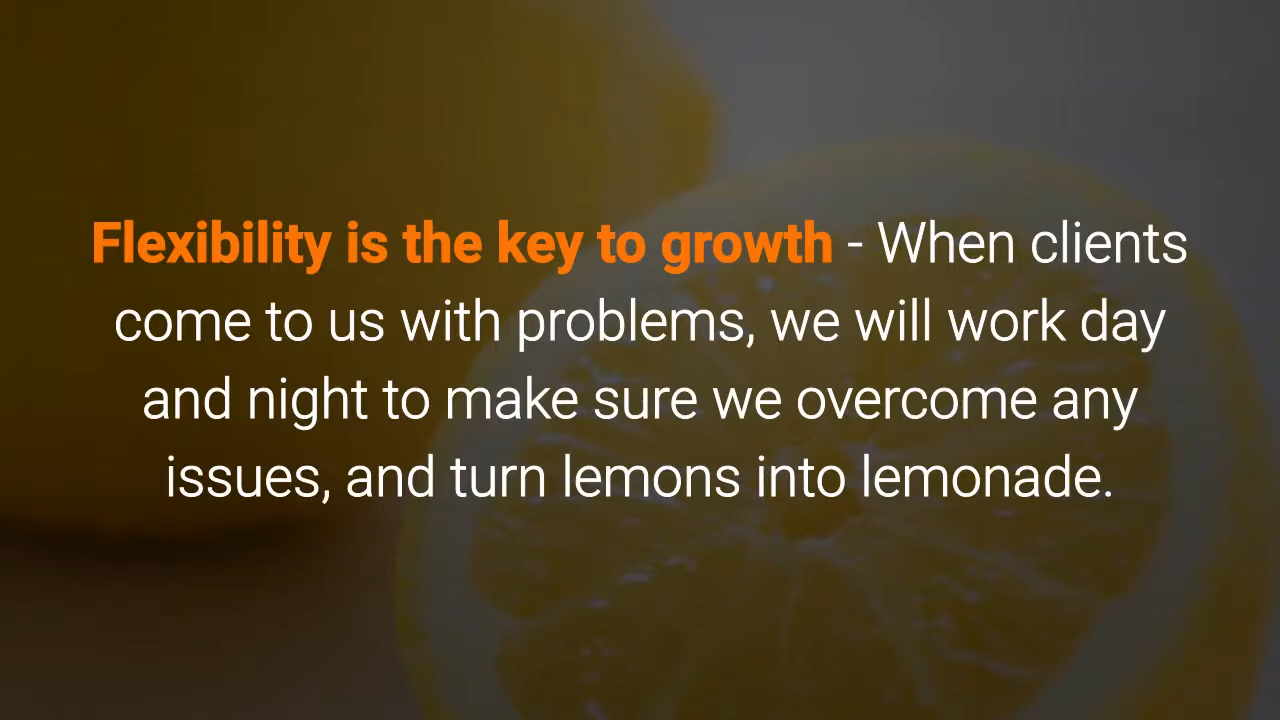 Flexibility is the key to growth - When clients
come to us with problems, we will work day
and night to make sure we overcome any
issues, and turn lemons into lemonade.